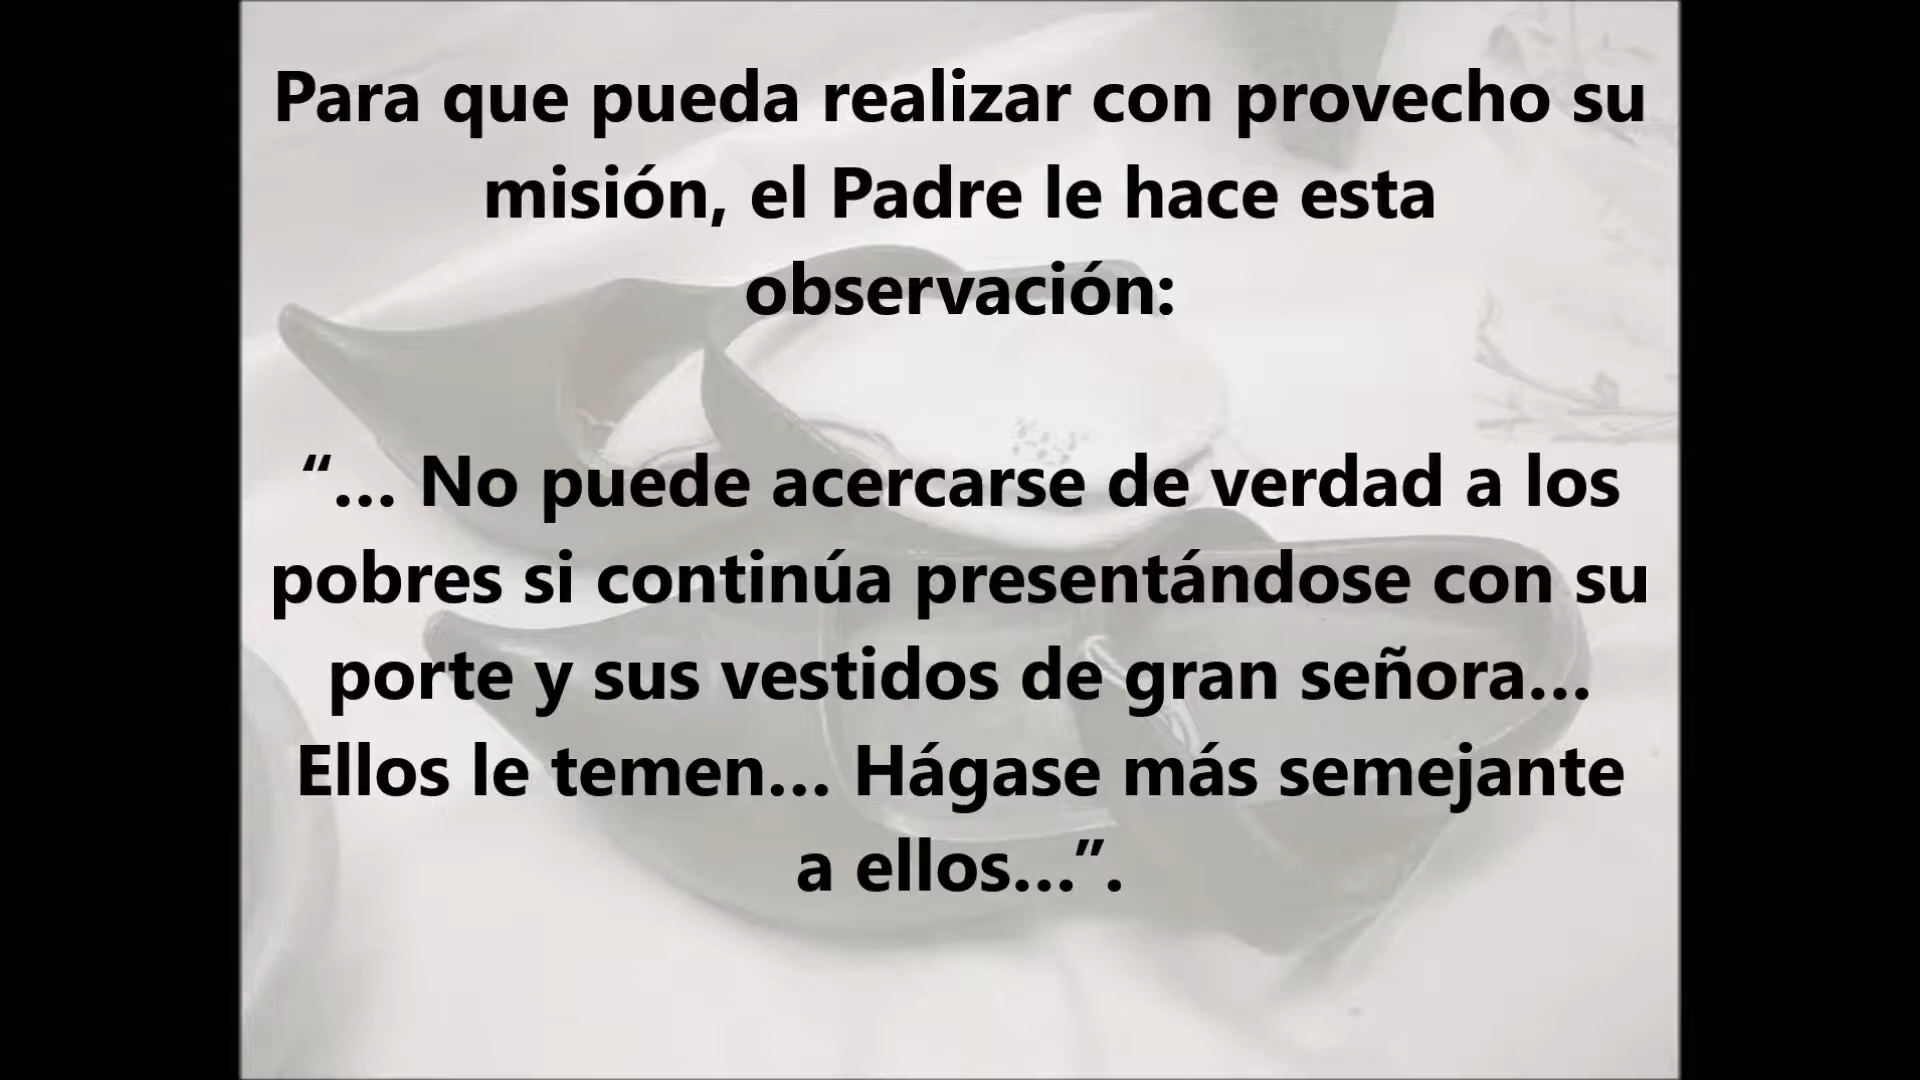 Para que pueda realizar con provecho su
misión, el Padre le hace esta
observación:
“… No puede acercarse de verdad a los
pobres si continúa presentándose con su
porte y sus vestidos de gran señora…
Ellos le temen… Hágase más semejante
a ellos…”.